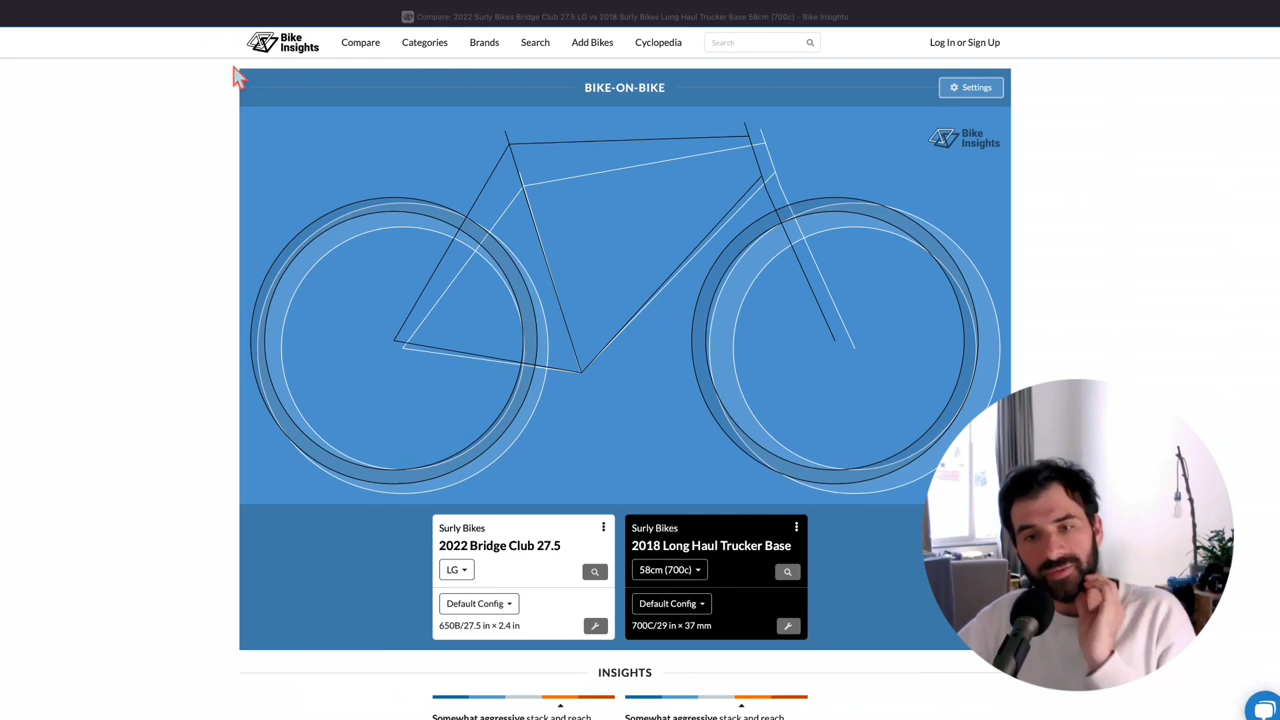 Compare: 2022 Surly Bikes Bridge Club 27.5 LG vs 2018 Surly Bikes Long Haul Trucker Base 58cm (700c) – Bike Insights
Bike Insights
Compare
Categories
Brands
Search
Add Bikes
Cyclopedia
Search
Log In or Sign Up
BIKE-ON-BIKE
Settings
Bike Insights
Surly Bikes
2022 Bridge Club 27.5
LG
Default Config
650B/27.5 in × 2.4 in
Surly Bikes
2018 Long Haul Trucker Base
58cm (700c)
Default Config
700C/29 in × 37 mm
INSIGHTS
Somewhat aggressive stack and reach
Somewhat aggressive stack and reach